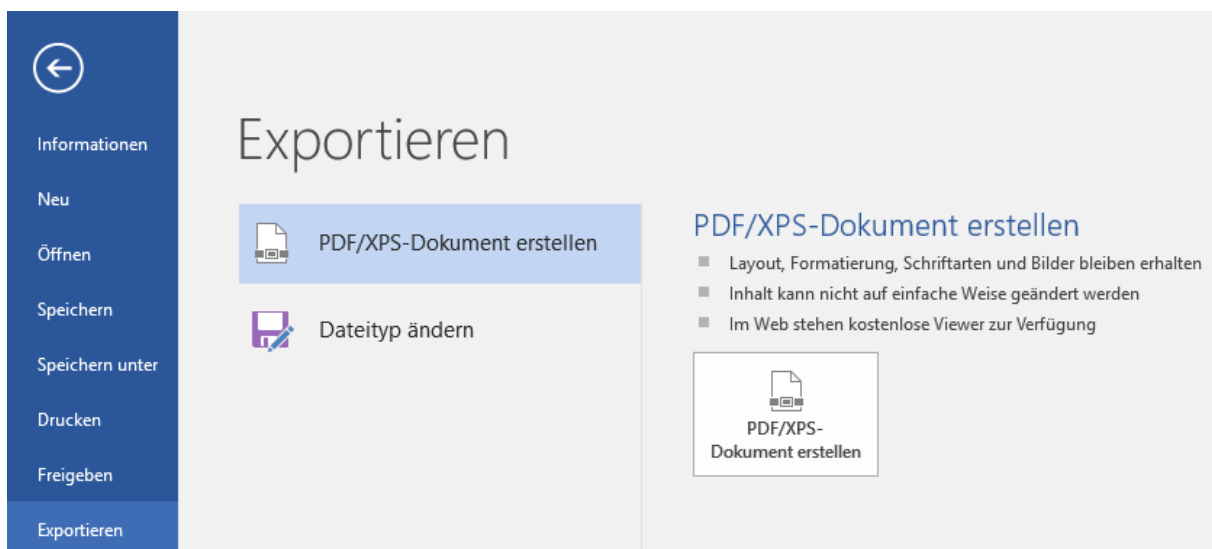 Informationen
Neu
Öffnen
Speichern
Speichern unter
Drucken
Freigeben
Exportieren
Exportieren
PDF/XPS-Dokument erstellen
Dateityp ändern
PDF/XPS-Dokument erstellen
Layout, Formatierung, Schriftarten und Bilder bleiben erhalten
Inhalt kann nicht auf einfache Weise geändert werden
Im Web stehen kostenlose Viewer zur Verfügung
PDF/XPS-
Dokument erstellen